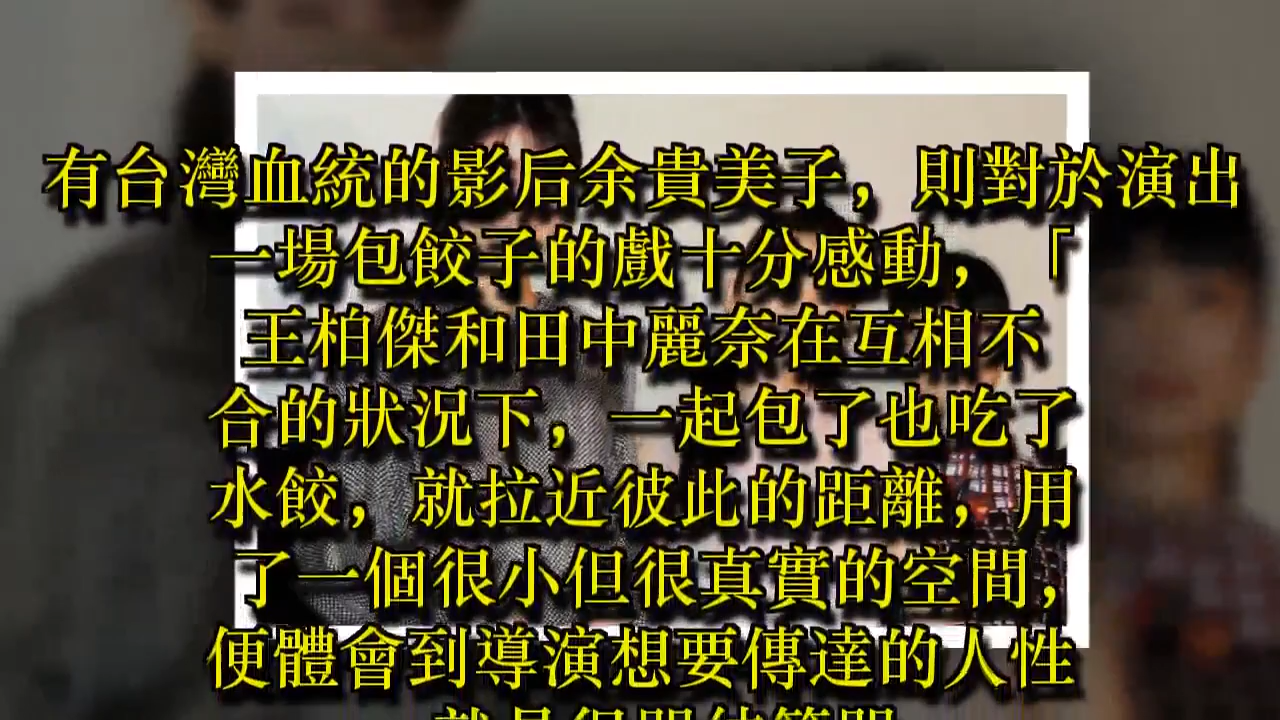 有台灣血統的影后余貴美子，則對於演出
一場包餃子的戲十分感動，「
王柏傑和田中麗奈在互相不
合的狀況下，一起包了也吃了
水餃，就拉近彼此的距離，用
了一個很小但很真實的空間，
便體會到導演想要傳達的人性